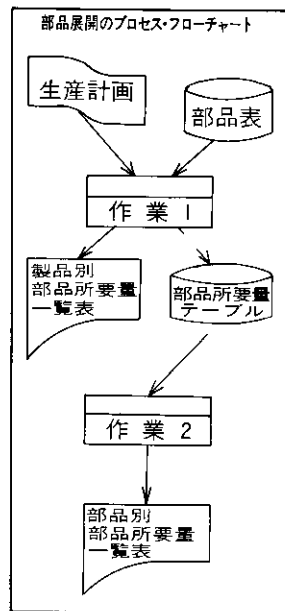 部品展開のプロセス・フローチャート
生産計画
部品表
作業1
製品別
部品所要量
一覧表
部品所要量
テーブル
作業2
部品別
部品所要量
一覧表